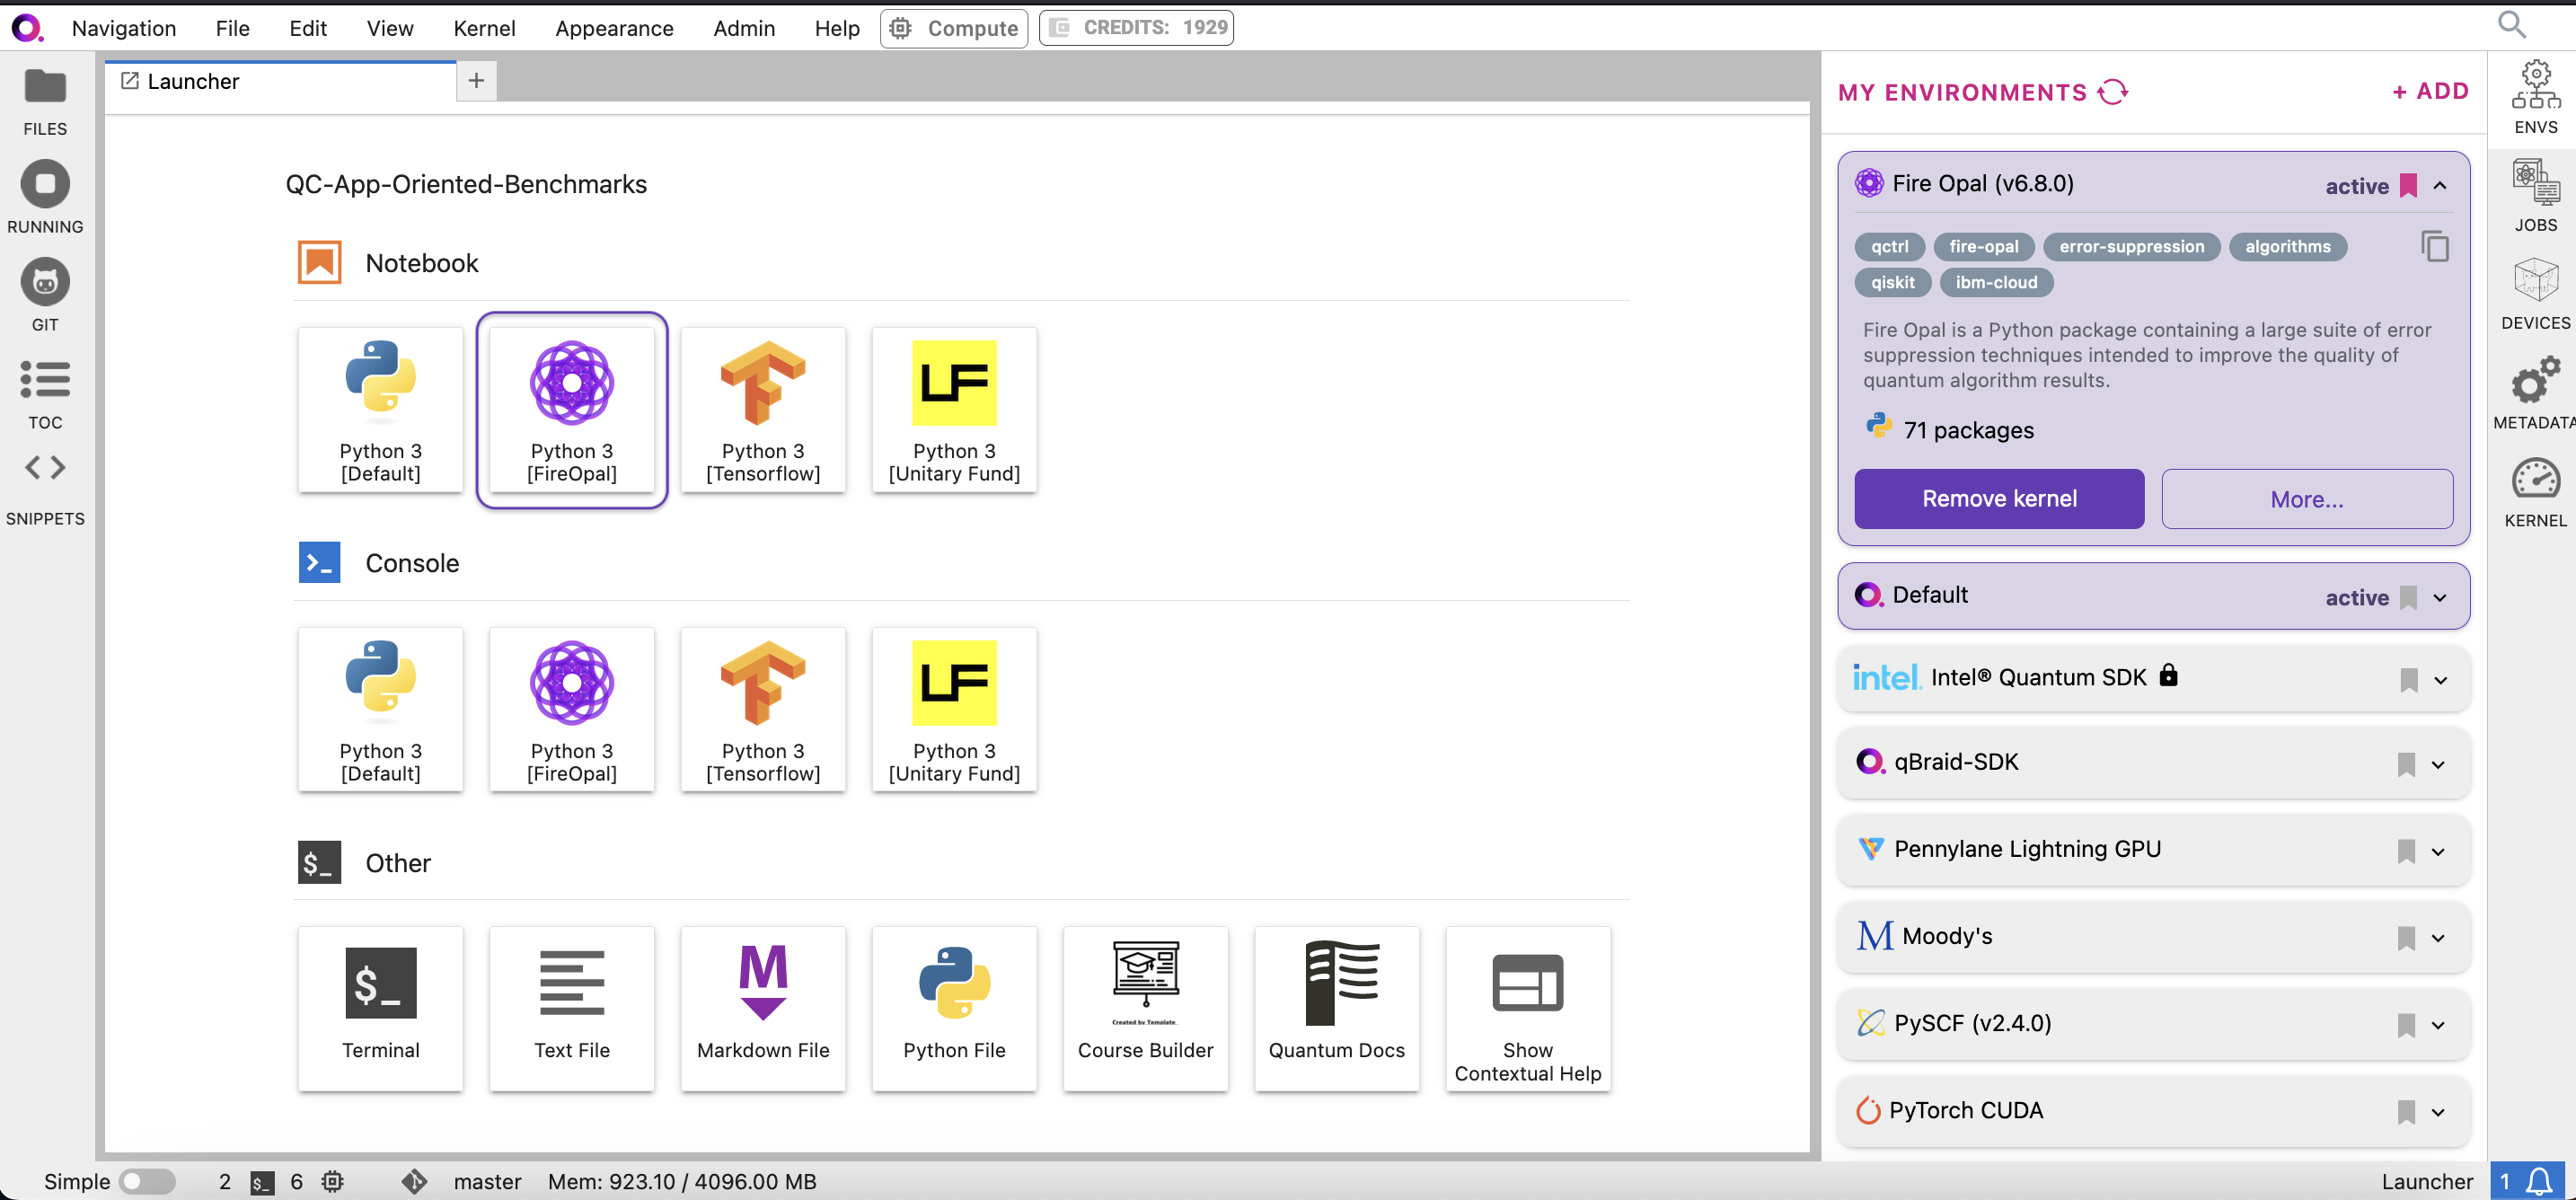 Navigation File Edit View Kernel Appearance Admin Help Compute CREDITS: 1929
FILES
RUNNING
GIT
TOC
SNIPPETS
Launcher +
QC-App-Oriented-Benchmarks
Notebook
Python 3 [Default]
Python 3 [FireOpal]
Python 3 [Tensorflow]
UF
Python 3 [Unitary Fund]
>_ Console
Python 3 [Default]
Python 3 [FireOpal]
Python 3 [Tensorflow]
UF
Python 3 [Unitary Fund]
$_ Other
$_
Terminal
Text File
M
Markdown File
Python File
Created by Template
Course Builder
Quantum Docs
Show
Contextual Help
MY ENVIRONMENTS + ADD
Fire Opal (v6.8.0) active
qctrl fire-opal error-suppression algorithms
qiskit ibm-cloud
Fire Opal is a Python package containing a large suite of error
suppression techniques intended to improve the quality of
quantum algorithm results.
71 packages
Remove kernel More...
Default active
intel. Intel® Quantum SDK
qBraid-SDK
Pennylane Lightning GPU
M Moody's
PySCF (v2.4.0)
PyTorch CUDA
ENVS
JOBS
DEVICES
METADATA
KERNEL
Simple 2 $_ 6 master Mem: 923.10 / 4096.00 MB Launcher 1